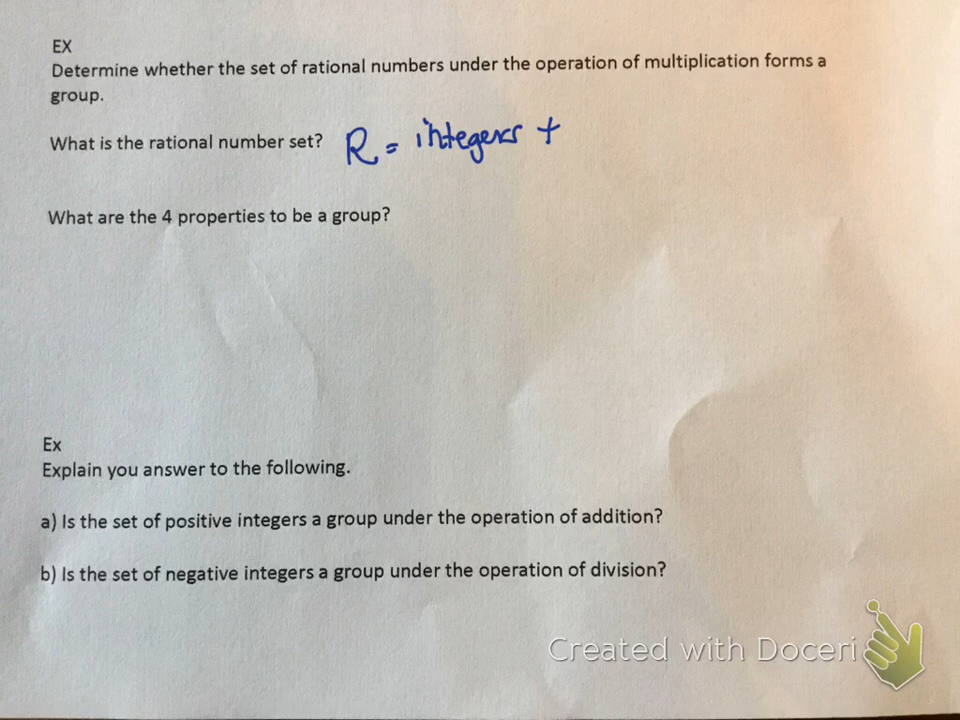 EX
Determine whether the set of rational numbers under the operation of multiplication forms a
group.
What is the rational number set? R = integers +
What are the 4 properties to be a group?
Ex
Explain you answer to the following.
a) Is the set of positive integers a group under the operation of addition?
b) Is the set of negative integers a group under the operation of division?
Created with Doceri